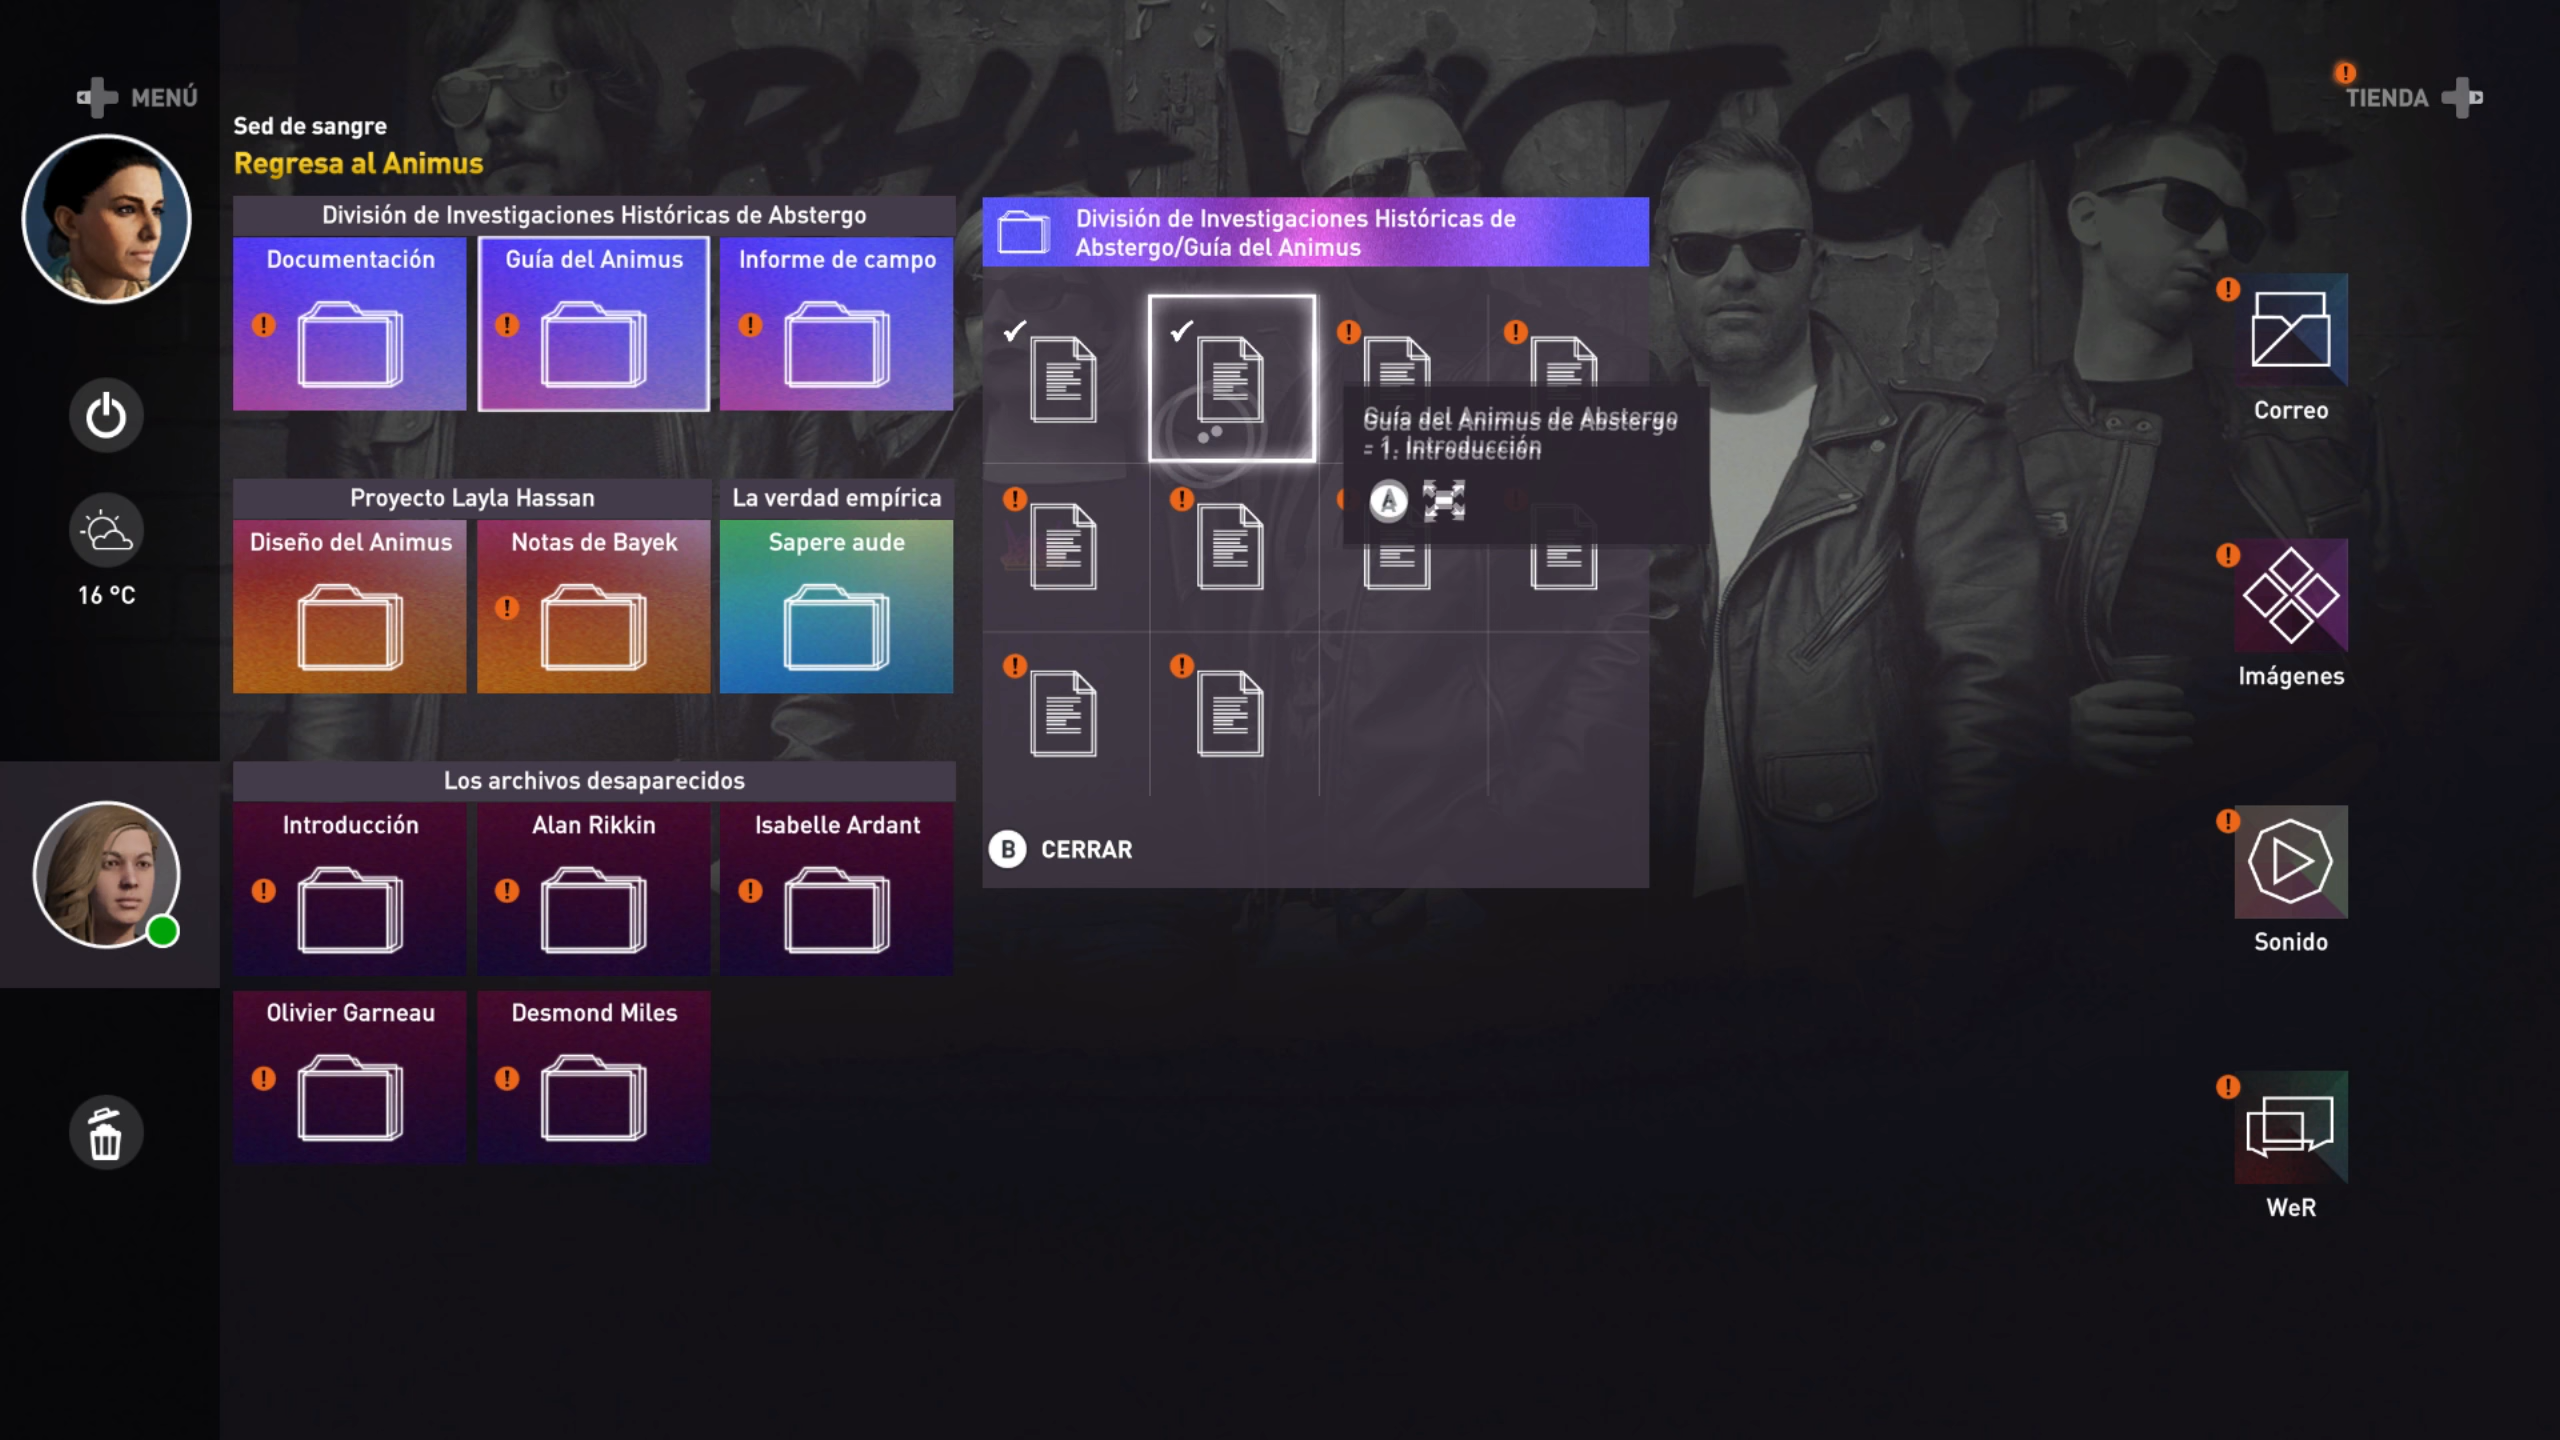 MENÚ
TIENDA
Sed de sangre
Regresa al Animus
División de Investigaciones Históricas de Abstergo
Documentación
Guía del Animus
Informe de campo
División de Investigaciones Históricas de
Abstergo/Guía del Animus
Guía del Animus de Abstergo
- 1. Introducción
A
Correo
Proyecto Layla Hassan
La verdad empírica
Diseño del Animus
Notas de Bayek
Sapere aude
16 °C
Imágenes
Los archivos desaparecidos
Introducción
Alan Rikkin
Isabelle Ardant
B CERRAR
Sonido
Olivier Garneau
Desmond Miles
WeR